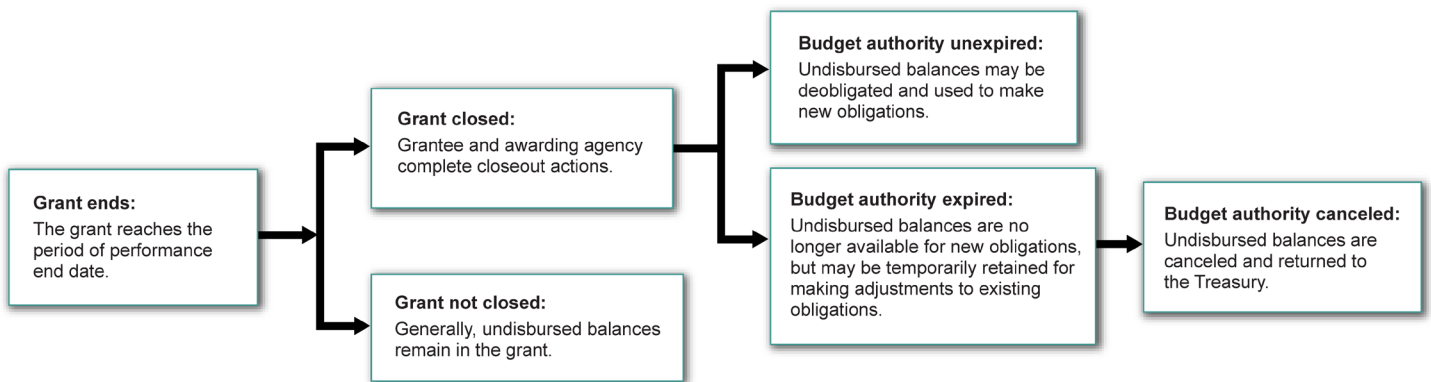 Grant ends:
The grant reaches the
period of performance
end date.
Grant closed:
Grantee and awarding agency
complete closeout actions.
Grant not closed:
Generally, undisbursed balances
remain in the grant.
Budget authority unexpired:
Undisbursed balances may be
deobligated and used to make
new obligations.
Budget authority expired:
Undisbursed balances are no
longer available for new obligations,
but may be temporarily retained for
making adjustments to existing
obligations.
Budget authority canceled:
Undisbursed balances are
canceled and returned to
the Treasury.